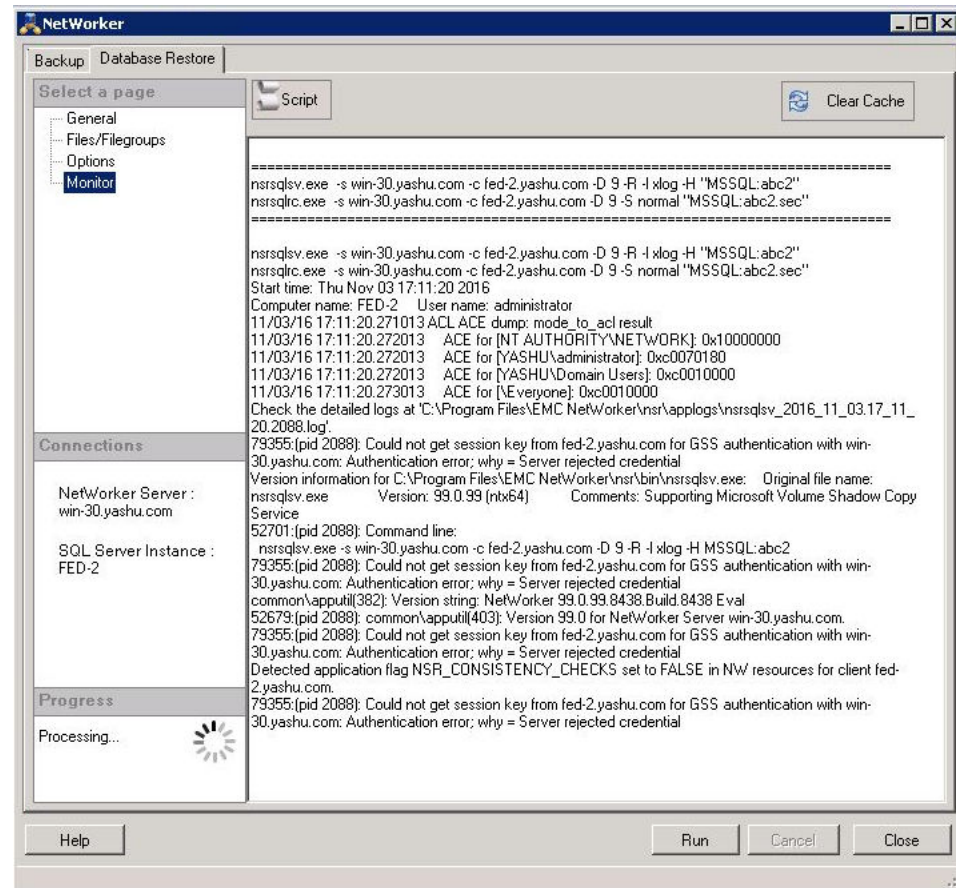 NetWorker
Backup Database Restore
Select a page
General
Files/Filegroups
Options
Monitor
Script
Clear Cache
================================================================================
nsrsqlsv.exe -s win-30.yashu.com -c fed-2.yashu.com -D 9 -R -l xlog -H "MSSQL:abc2"
nsrsqlrc.exe -s win-30.yashu.com -c fed-2.yashu.com -D 9 -S normal "MSSQL:abc2.sec"
================================================================================
nsrsqlsv.exe -s win-30.yashu.com -c fed-2.yashu.com -D 9 -R -l xlog -H "MSSQL:abc2"
nsrsqlrc.exe -s win-30.yashu.com -c fed-2.yashu.com -D 9 -S normal "MSSQL:abc2.sec"
Start time: Thu Nov 03 17:11:20 2016
Computer name: FED-2 User name: administrator
11/03/16 17:11:20.271013 ACL ACE dump: mode_to_acl result
11/03/16 17:11:20.272013 ACE for [NT AUTHORITY\NETWORK]: 0x10000000
11/03/16 17:11:20.272013 ACE for [YASHU\administrator]: 0xc0070180
11/03/16 17:11:20.272013 ACE for [YASHU\Domain Users]: 0xc0010000
11/03/16 17:11:20.273013 ACE for [\Everyone]: 0xc0010000
Check the detailed logs at 'C:\Program Files\EMC NetWorker\nsr\applogs\nsrsqlsv_2016_11_03.17_11_
20.2088.log'.
79355:(pid 2088): Could not get session key from fed-2.yashu.com for GSS authentication with win-
30.yashu.com: Authentication error; why = Server rejected credential
Version information for C:\Program Files\EMC NetWorker\nsr\bin\nsrsqlsv.exe: Original file name:
nsrsqlsv.exe Version: 99.0.99 (ntx64) Comments: Supporting Microsoft Volume Shadow Copy
Service
52701:(pid 2088): Command line:
nsrsqlsv.exe -s win-30.yashu.com -c fed-2.yashu.com -D 9 -R -l xlog -H MSSQL:abc2
79355:(pid 2088): Could not get session key from fed-2.yashu.com for GSS authentication with win-
30.yashu.com: Authentication error; why = Server rejected credential
common\apputil(382): Version string: NetWorker 99.0.99.8438.Build.8438 Eval
52679:(pid 2088): common\apputil(403): Version 99.0 for NetWorker Server win-30.yashu.com.
79355:(pid 2088): Could not get session key from fed-2.yashu.com for GSS authentication with win-
30.yashu.com: Authentication error; why = Server rejected credential
Detected application flag NSR_CONSISTENCY_CHECKS set to FALSE in NW resources for client fed-
2.yashu.com.
79355:(pid 2088): Could not get session key from fed-2.yashu.com for GSS authentication with win-
30.yashu.com: Authentication error; why = Server rejected credential
Connections
NetWorker Server :
win-30.yashu.com
SQL Server Instance :
FED-2
Progress
Processing...
Help
Run
Cancel
Close